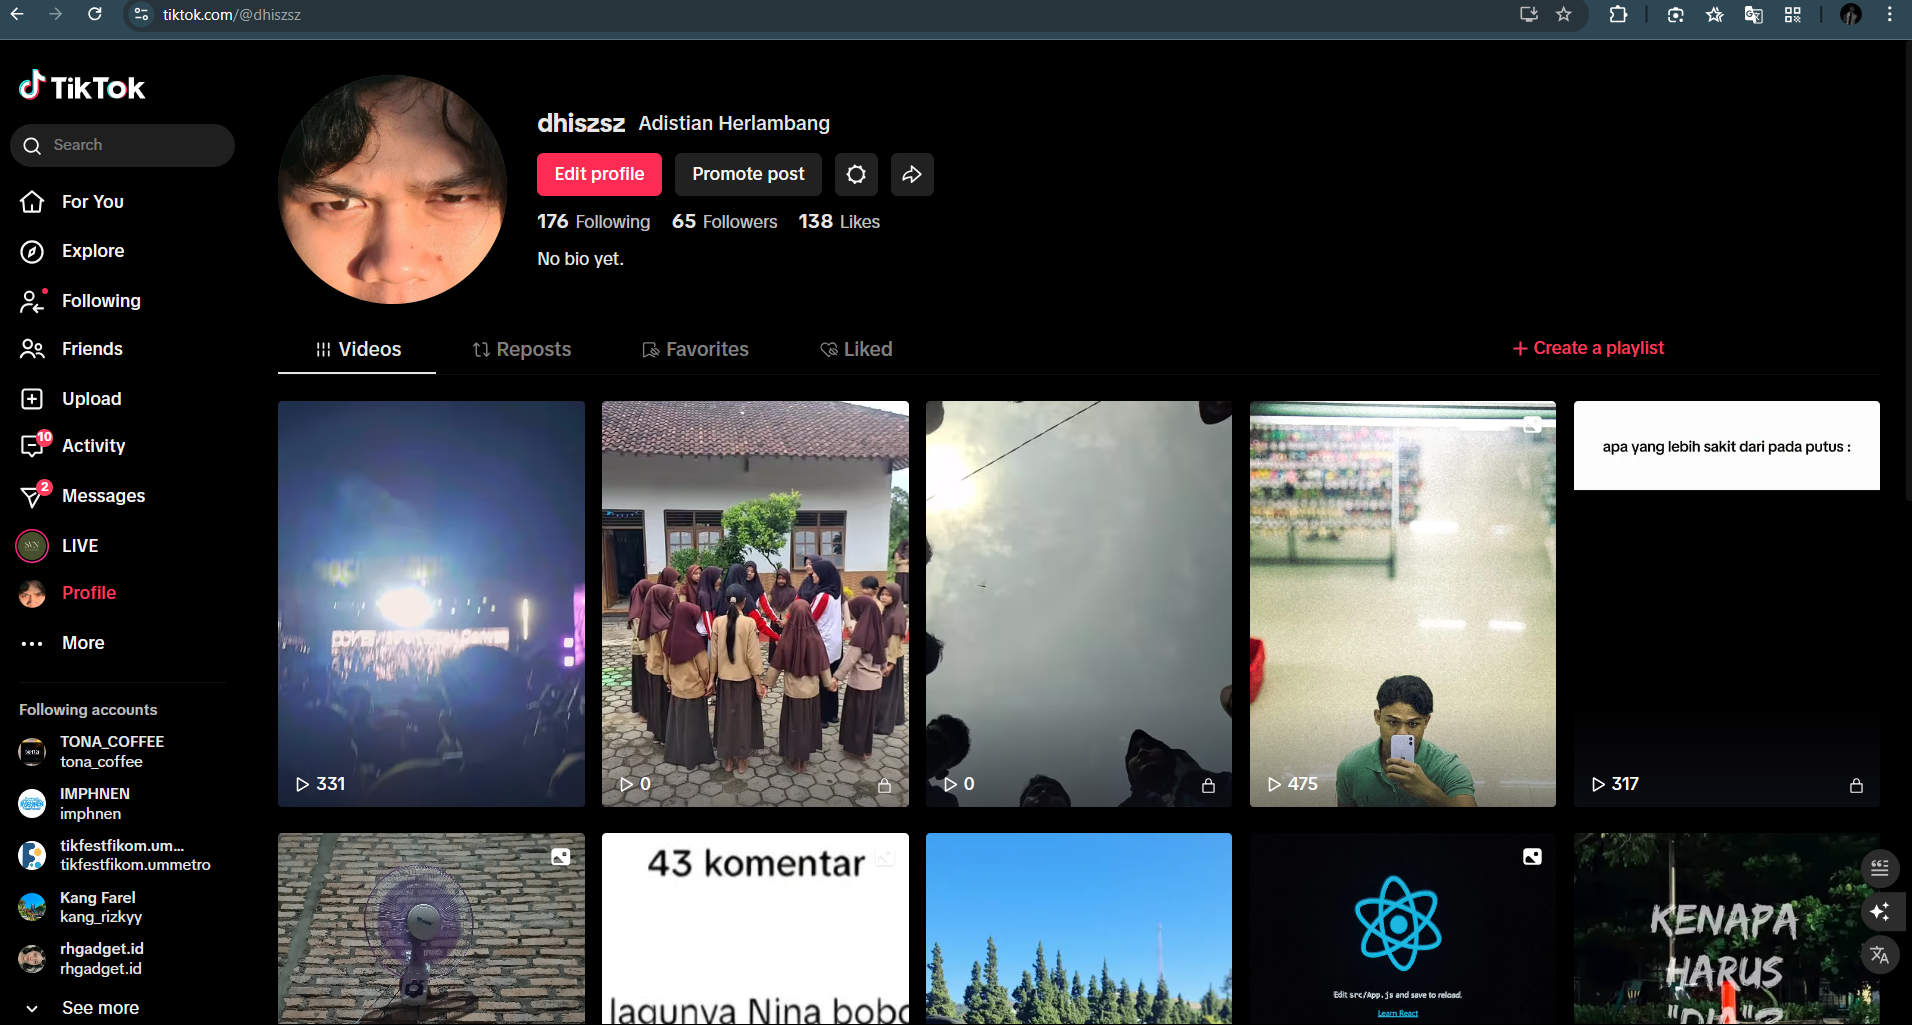 tiktok.com/@dhiszsz
TikTok
Search
For You
Explore
Following
Friends
Upload
10
Activity
2
Messages
LIVE
Profile
More
Following accounts
TONA_COFFEE
tona_coffee
IMPHNEN
imphnen
tikfestfikom.um...
tikfestfikom.ummetro
Kang Farel
kang_rizkyy
rhgadget.id
rhgadget.id
See more
dhiszsz Adistian Herlambang
Edit profile Promote post
176 Following 65 Followers 138 Likes
No bio yet.
Videos Reposts Favorites Liked
+ Create a playlist
331
0
0
475
apa yang lebih sakit dari pada putus :
317
43 komentar
lagunya Nina bobo
Edit src/App.js and save to reload.
Learn React
KENAPA
HARUS
"DIA"?